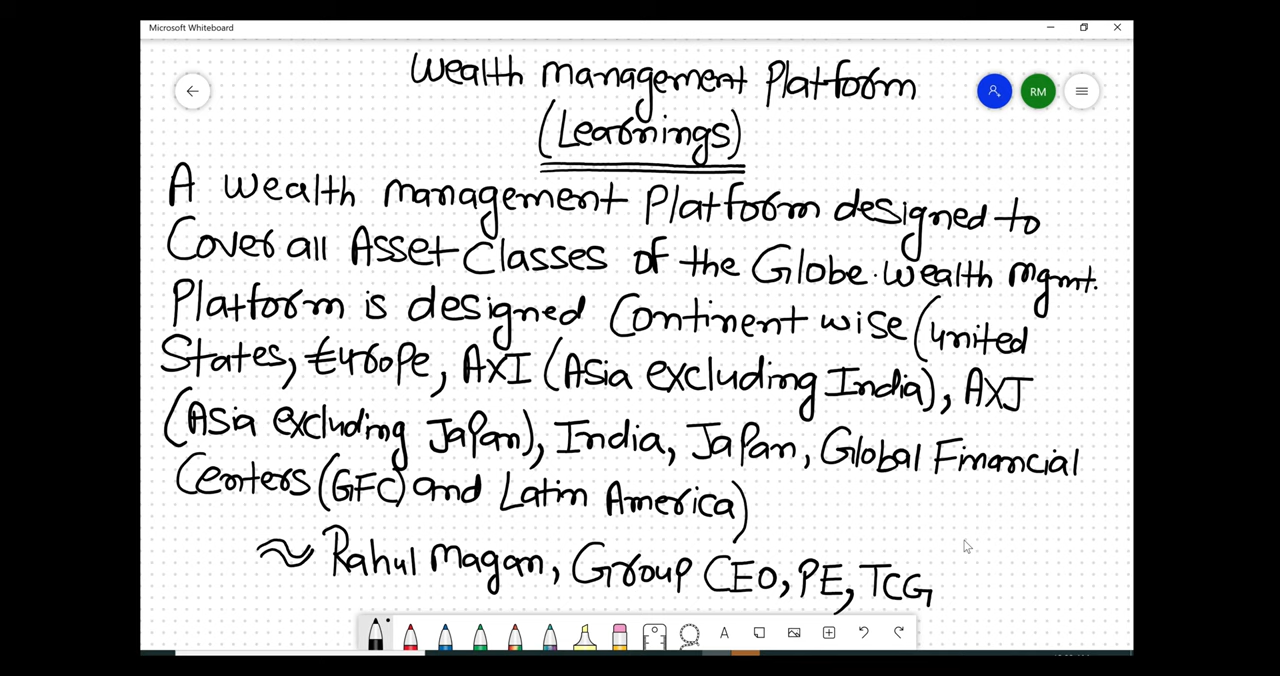 Microsoft Whiteboard
Wealth Management Platform
(Learnings)
RM
A Wealth Management Platform designed to
Cover all Asset Classes of the Globe. Wealth Mgmt.
Platform is designed Continent wise (United
States, Europe, AXI (Asia excluding India), AXJ
(Asia excluding Japan), India, Japan, Global Financial
Centers (GFC) and Latin America)
≈ Rahul Magan, Group CEO, PE, TCG